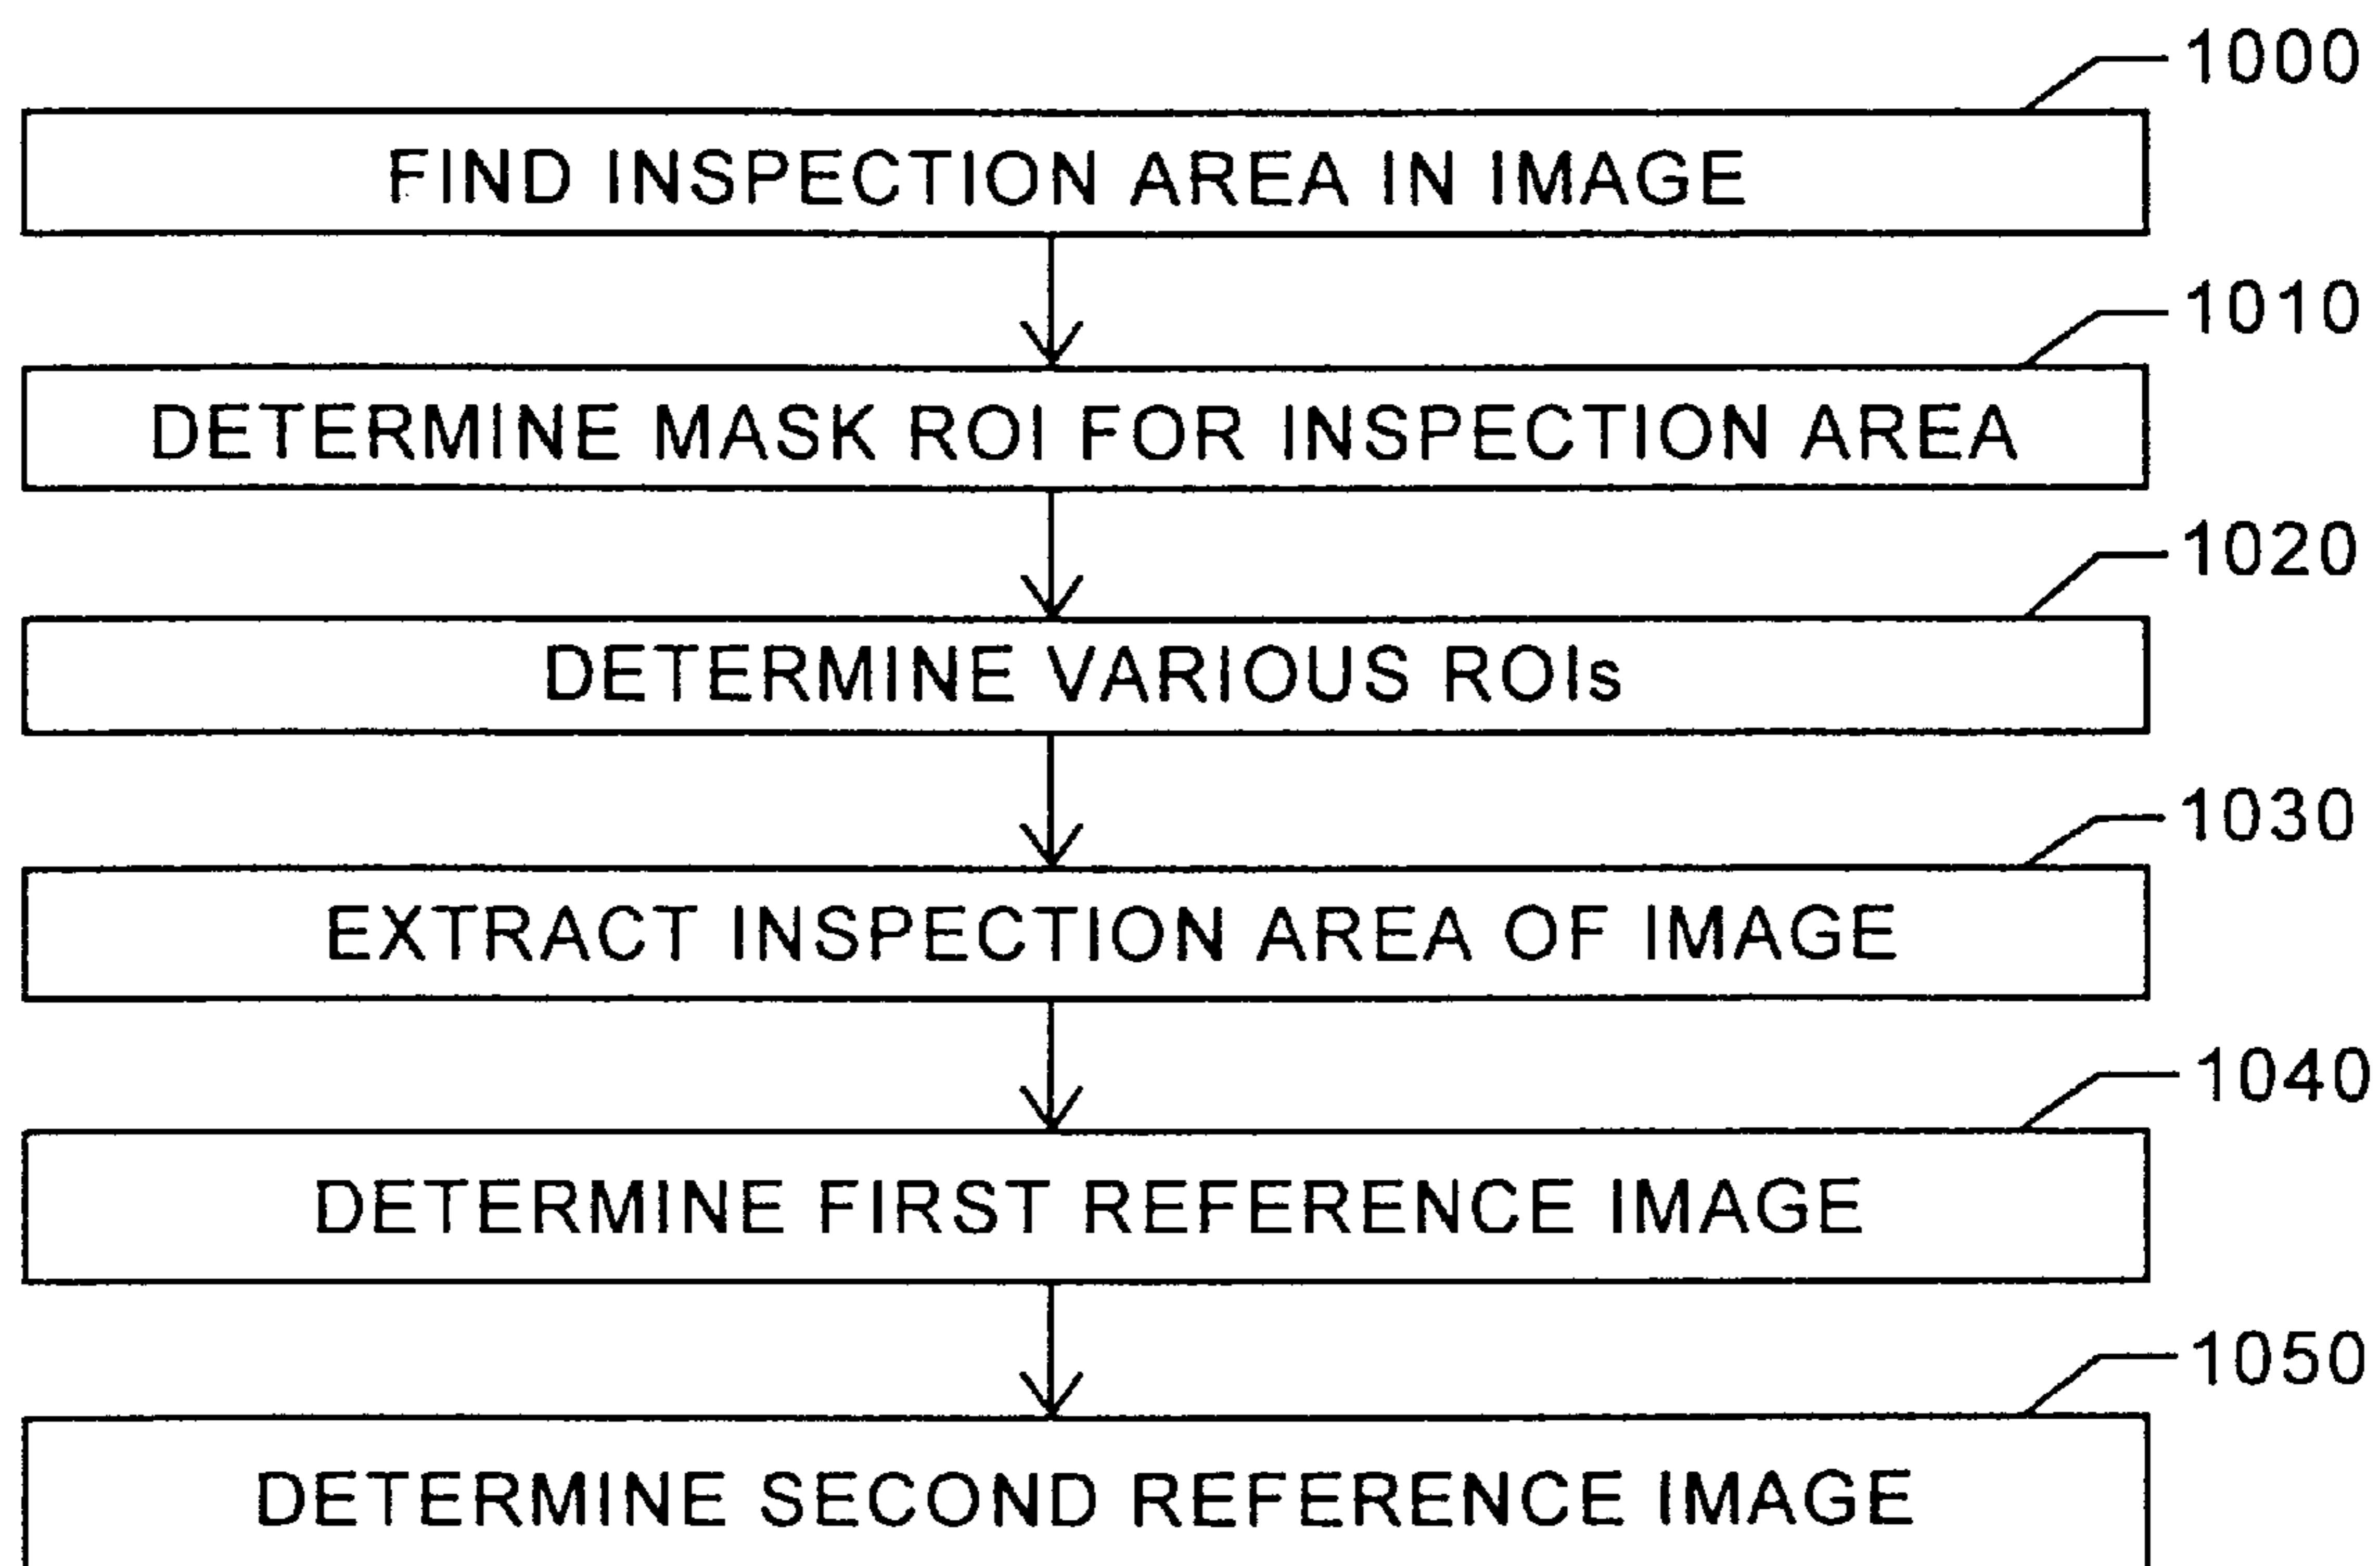 1000
FIND INSPECTION AREA IN IMAGE
1010
DETERMINE MASK ROI FOR INSPECTION AREA
1020
DETERMINE VARIOUS ROIs
1030
EXTRACT INSPECTION AREA OF IMAGE
1040
DETERMINE FIRST REFERENCE IMAGE
1050
DETERMINE SECOND REFERENCE IMAGE